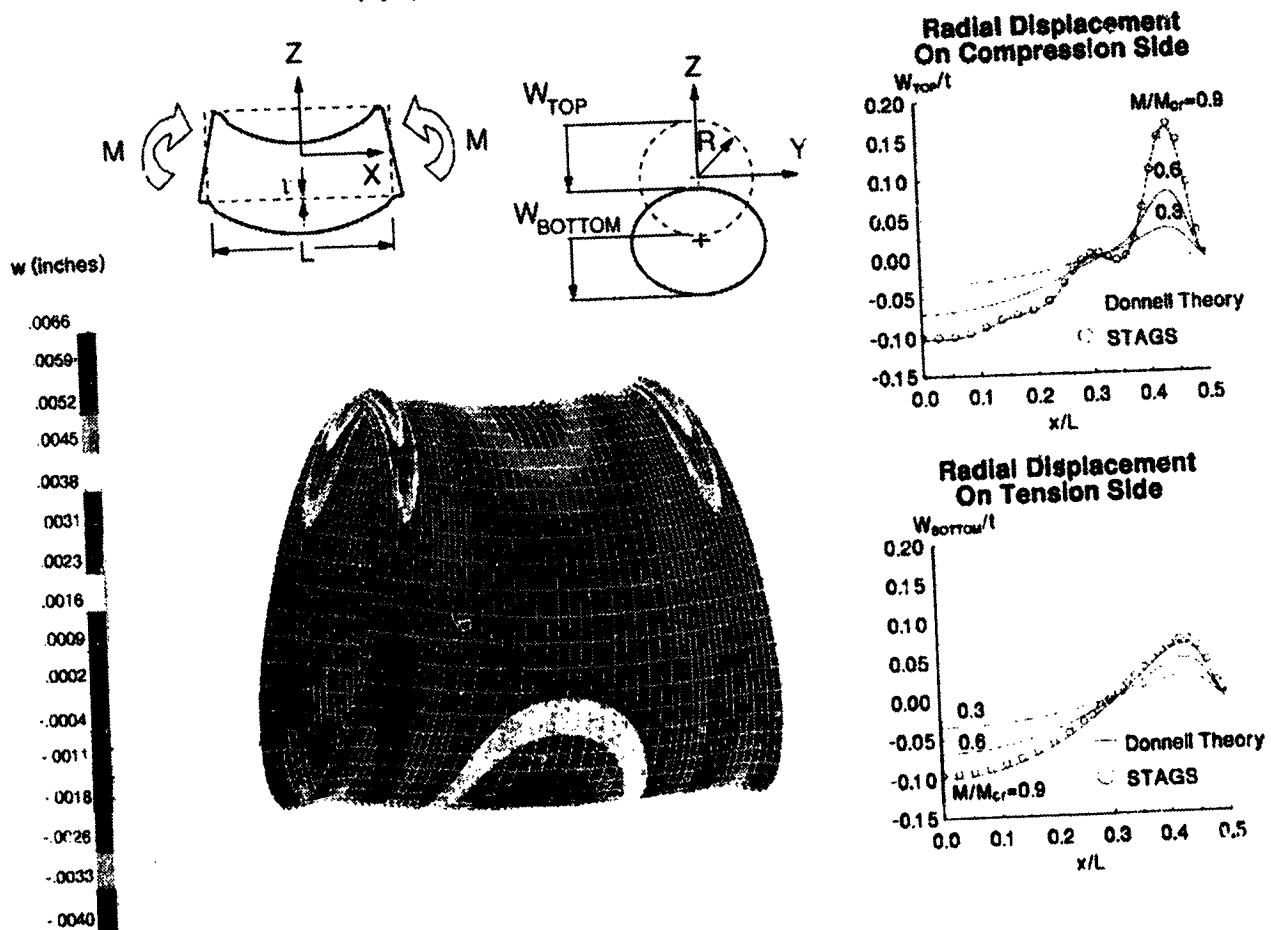 Z
M
M
X
t
L
Z
W_TOP
R
Y
W_BOTTOM
w (inches)
.0066
.0059
.0052
.0045
.0038
.0031
.0023
.0016
.0009
.0002
-.0004
-.0011
-.0018
-.0026
-.0033
-.0040
Radial Displacement
On Compression Side
W_TOP/t
0.20
0.15
0.10
0.05
0.00
-0.05
-0.10
-0.15
M/M_cr=0.9
0.6
0.3
Donnell Theory
STAGS
0.0 0.1 0.2 0.3 0.4 0.5
x/L
Radial Displacement
On Tension Side
W_BOTTOM/t
0.20
0.15
0.10
0.05
0.00
-0.05
-0.10
-0.15
0.3
0.6
M/M_cr=0.9
Donnell Theory
STAGS
0.0 0.1 0.2 0.3 0.4 0.5
x/L